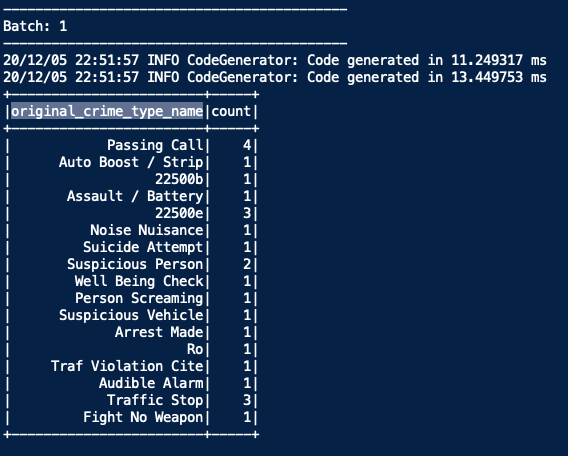 -------------------------------------------
Batch: 1
-------------------------------------------
20/12/05 22:51:57 INFO CodeGenerator: Code generated in 11.249317 ms
20/12/05 22:51:57 INFO CodeGenerator: Code generated in 13.449753 ms
+------------------------+-----+
|original_crime_type_name|count|
+------------------------+-----+
|            Passing Call|    4|
|      Auto Boost / Strip|    1|
|                  22500b|    1|
|       Assault / Battery|    1|
|                  22500e|    3|
|          Noise Nuisance|    1|
|         Suicide Attempt|    1|
|       Suspicious Person|    2|
|        Well Being Check|    1|
|        Person Screaming|    1|
|      Suspicious Vehicle|    1|
|             Arrest Made|    1|
|                      Ro|    1|
|     Traf Violation Cite|    1|
|           Audible Alarm|    1|
|            Traffic Stop|    3|
|         Fight No Weapon|    1|
+------------------------+-----+